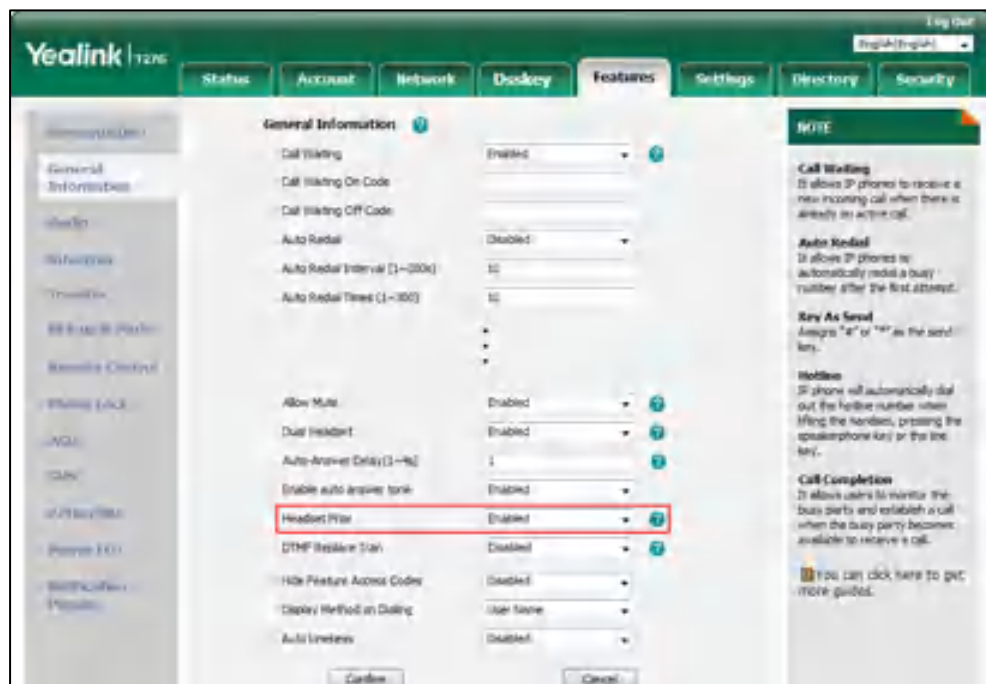 Log Out
English(English)
Yealink
Status Account Network Dsskey Features Settings Directory Security
General Information
NOTE
General Information
Call Waiting Enabled
Call Waiting On Code
Call Waiting Off Code
Auto Redial Disabled
Auto Redial Interval (1~300s) 10
Auto Redial Times (1~300) 10
Allow Mute Enabled
Dual Headset Enabled
Auto-Answer Delay(1~4s) 1
Enable auto answer tone Enabled
Headset Prior Enabled
DTMF Replace Tran Disabled
Hide Feature Access Codes Disabled
Display Method on Dialing User Name
Auto Disabled
Confirm Cancel
Audio
Intercom
Transfer
Remote Control
Phone Lock
Call Waiting
It allows IP phones to receive a
new incoming call when there is
already an active call.
Auto Redial
It allows IP phones to
automatically redial a busy
number after the first attempt.
Key As Send
Assigns "#" or "*" as the send
key.
Hotline
IP phone will automatically dial
out the hotline number when
lifting the handset, pressing the
speakerphone key or the line
key.
Call Completion
It allows users to monitor the
busy party and establish a call
when the busy party becomes
available to receive a call.
You can click here to get
more guides.